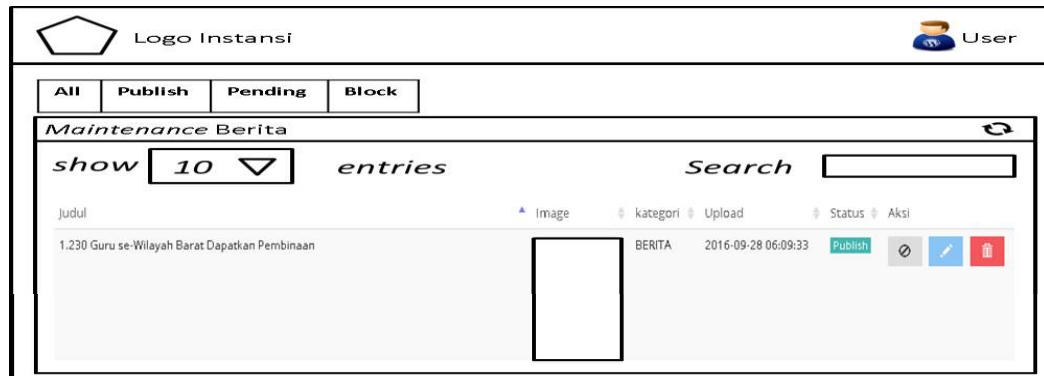 Logo Instansi User
All Publish Pending Block
Maintenance Berita
show 10 entries Search
Judul Image kategori Upload Status Aksi
1.230 Guru se-Wilayah Barat Dapatkan Pembinaan BERITA 2016-09-28 06:09:33 Publish